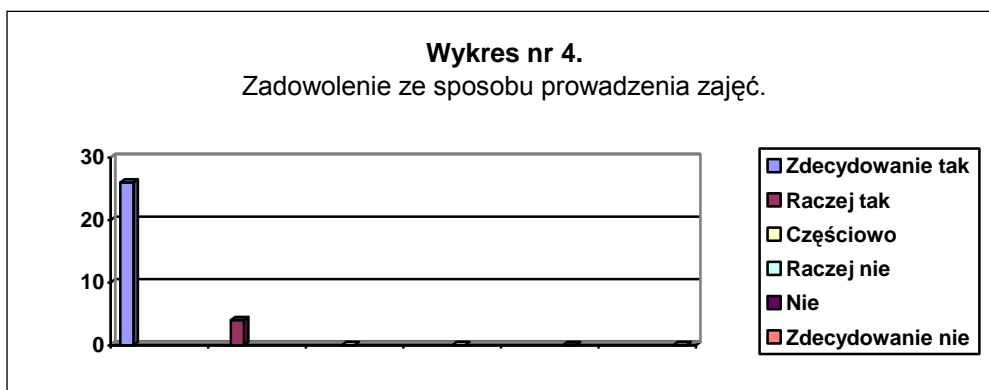 Wykres nr 4.
Zadowolenie ze sposobu prowadzenia zajęć.
30
20
10
0
Zdecydowanie tak
Raczej tak
Częściowo
Raczej nie
Nie
Zdecydowanie nie